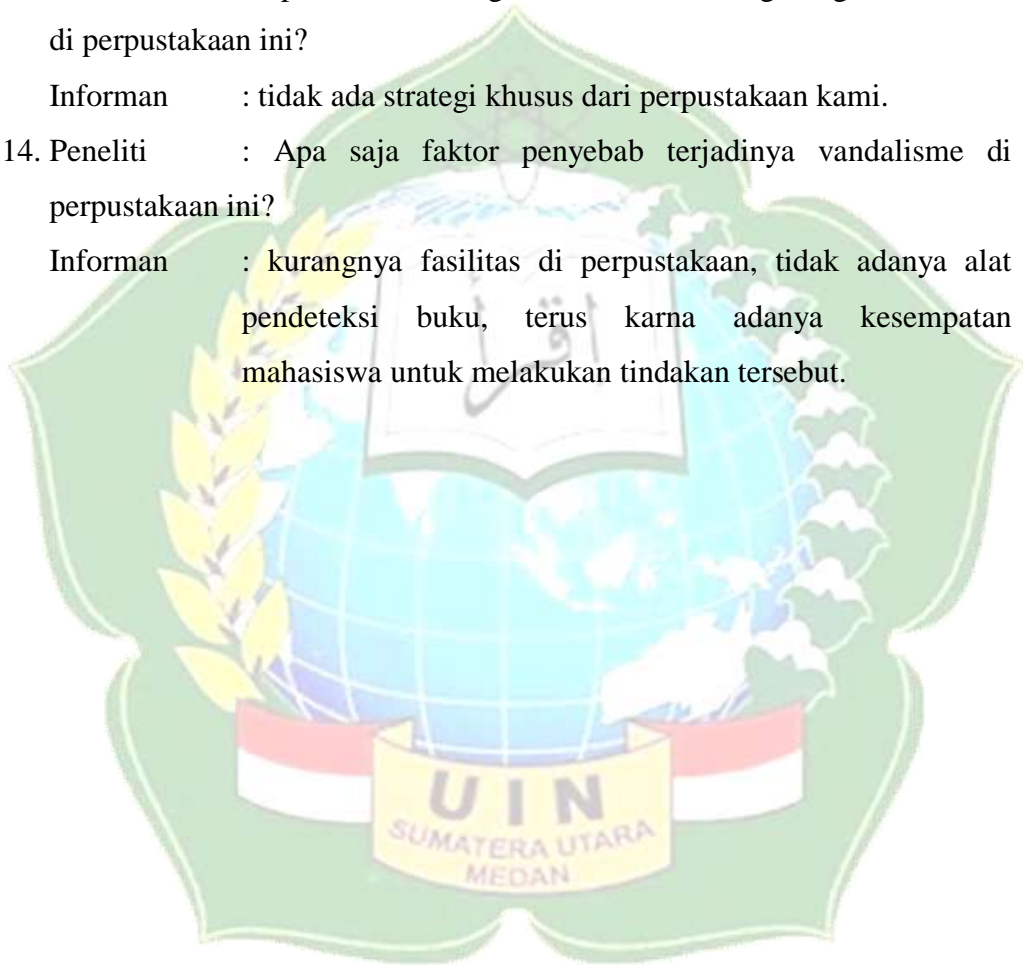 di perpustakaan ini?
Informan : tidak ada strategi khusus dari perpustakaan kami.
14. Peneliti : Apa saja faktor penyebab terjadinya vandalisme di
perpustakaan ini?
Informan : kurangnya fasilitas di perpustakaan, tidak adanya alat
pendeteksi buku, terus karna adanya kesempatan
mahasiswa untuk melakukan tindakan tersebut.
اقرأ
UIN
SUMATERA UTARA
MEDAN